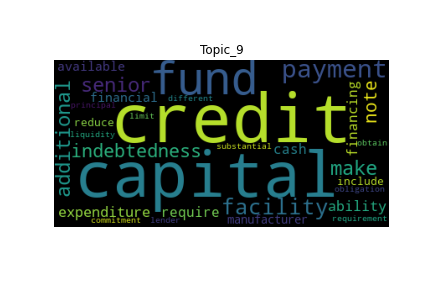 Topic_9
available
fund
payment
senior
financial
different
principal
additional
credit
financing
note
reduce
limit
liquidity
substantial
obtain
indebtedness
cash
capital
make
include
obligation
expenditure
require
facility
ability
commitment
lender
manufacturer
requirement